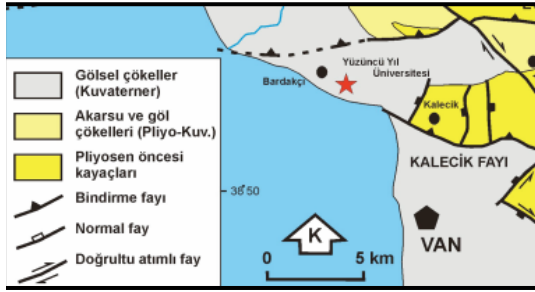 Yüzüncü Yıl
Üniversitesi
Bardakçı
Kalecik
KALECİK FAYI
VAN
38°50
K
0 5 km
Gölsel çökeller
(Kuvaterner)
Akarsu ve göl
çökelleri (Pliyo-Kuv.)
Pliyosen öncesi
kayaçları
Bindirme fayı
Normal fay
Doğrultu atımlı fay